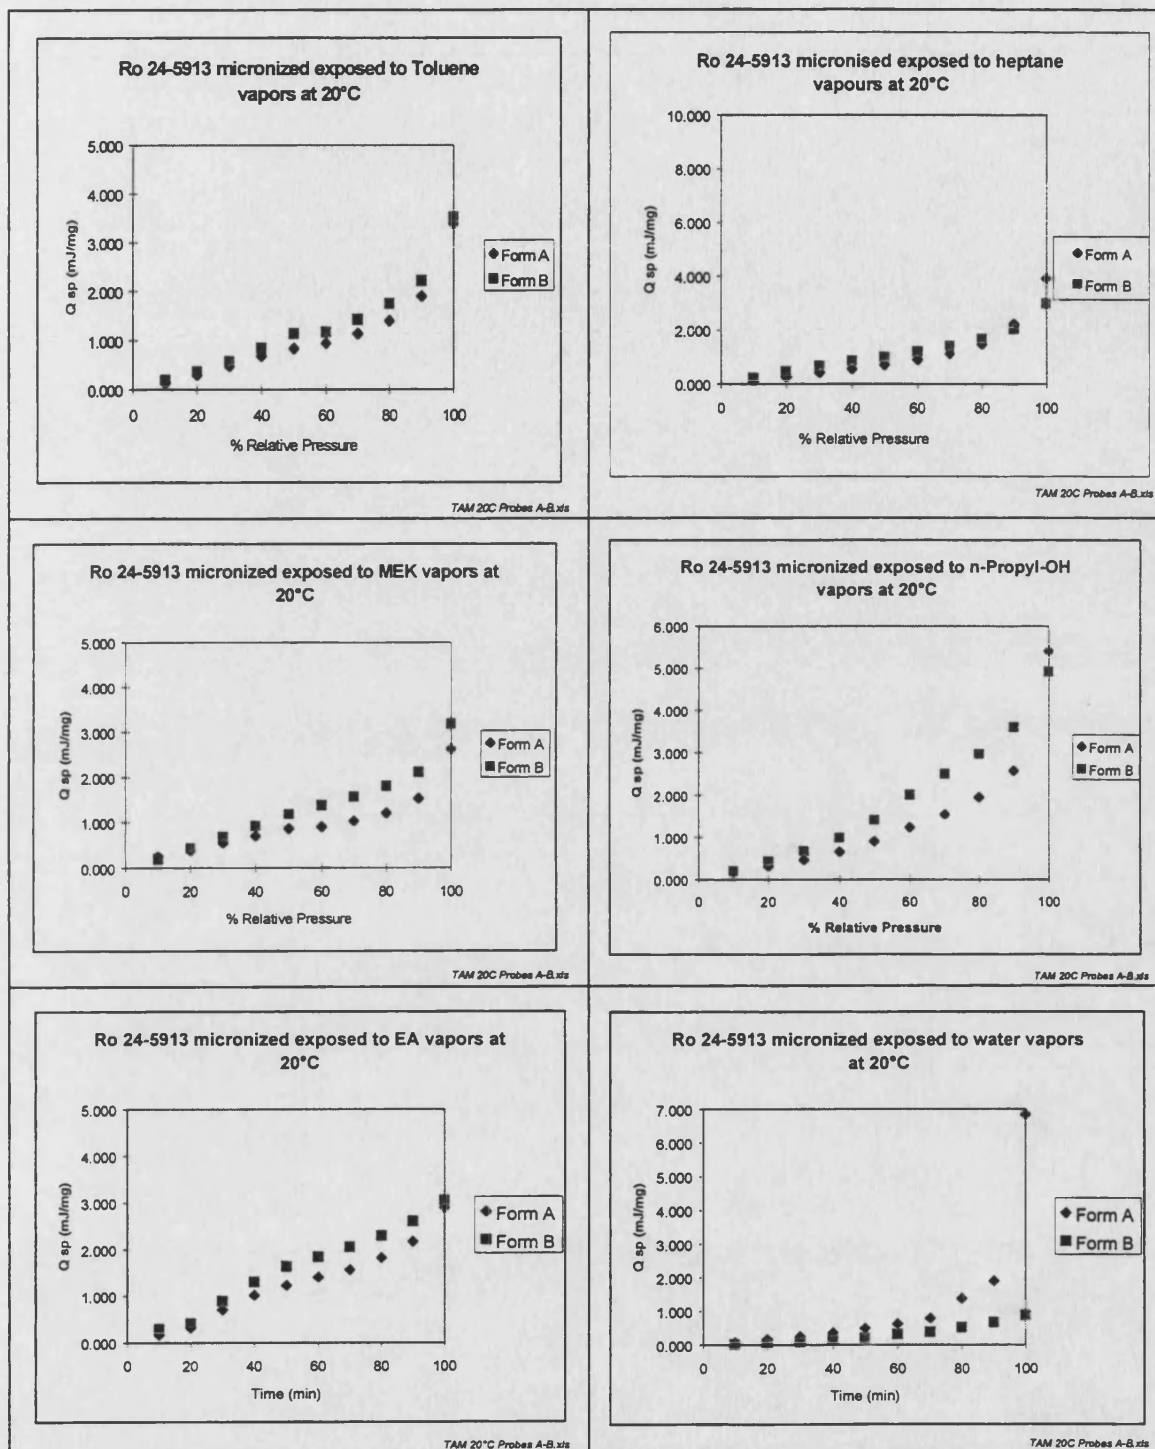 Ro 24-5913 micronized exposed to Toluene
vapors at 20°C
5.000
4.000
3.000
2.000
1.000
0.000
Q sp (mJ/mg)
0 20 40 60 80 100
% Relative Pressure
Form A
Form B
TAM 20C Probes A-B.xls
Ro 24-5913 micronised exposed to heptane
vapours at 20°C
10.000
8.000
6.000
4.000
2.000
0.000
Q sp (mJ/mg)
0 20 40 60 80 100
% Relative Pressure
Form A
Form B
TAM 20C Probes A-B.xls
Ro 24-5913 micronized exposed to MEK vapors at
20°C
5.000
4.000
3.000
2.000
1.000
0.000
Q sp (mJ/mg)
0 20 40 60 80 100
% Relative Pressure
Form A
Form B
TAM 20C Probes A-B.xls
Ro 24-5913 micronized exposed to n-Propyl-OH
vapors at 20°C
6.000
5.000
4.000
3.000
2.000
1.000
0.000
Q sp (mJ/mg)
0 20 40 60 80 100
% Relative Pressure
Form A
Form B
TAM 20C Probes A-B.xls
Ro 24-5913 micronized exposed to EA vapors at
20°C
5.000
4.000
3.000
2.000
1.000
0.000
Q sp (mJ/mg)
0 20 40 60 80 100
Time (min)
Form A
Form B
TAM 20°C Probes A-B.xls
Ro 24-5913 micronized exposed to water vapors
at 20°C
7.000
6.000
5.000
4.000
3.000
2.000
1.000
0.000
Q sp (mJ/mg)
0 20 40 60 80 100
Time (min)
Form A
Form B
TAM 20C Probes A-B.xls